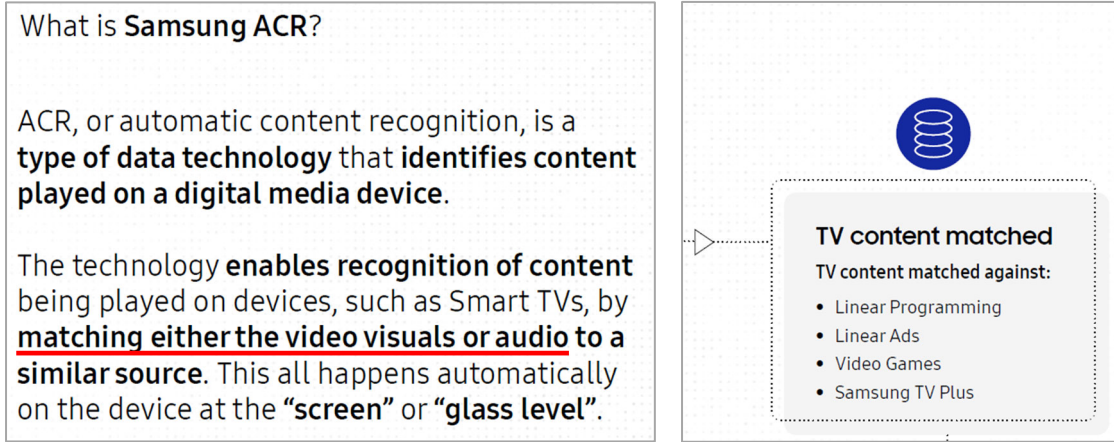 What is Samsung ACR?
ACR, or automatic content recognition, is a
type of data technology that identifies content
played on a digital media device.
The technology enables recognition of content
being played on devices, such as Smart TVs, by
matching either the video visuals or audio to a
similar source. This all happens automatically
on the device at the “screen” or “glass level”.
TV content matched
TV content matched against:
• Linear Programming
• Linear Ads
• Video Games
• Samsung TV Plus